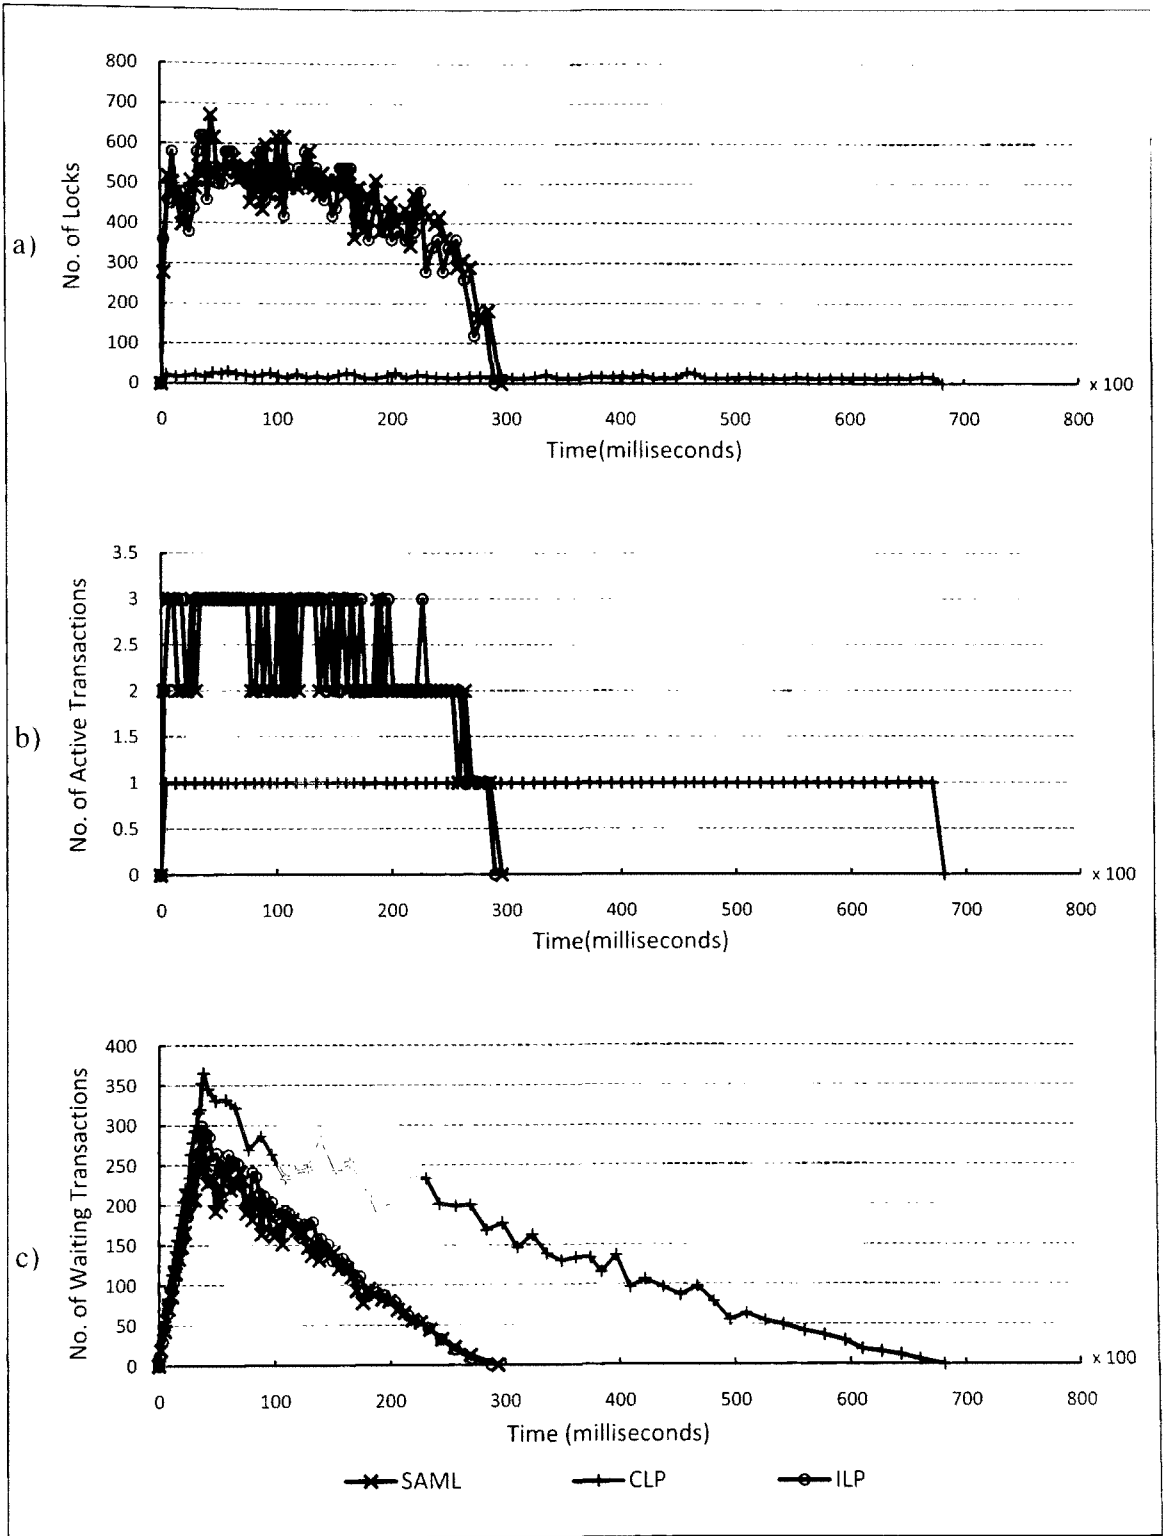 a)
No. of Locks
800
700
600
500
400
300
200
100
0
0 100 200 300 400 500 600 700 800
x 100
Time(milliseconds)
b)
No. of Active Transactions
3.5
3
2.5
2
1.5
1
0.5
0
0 100 200 300 400 500 600 700 800
x 100
Time(milliseconds)
c)
No. of Waiting Transactions
400
350
300
250
200
150
100
50
0
0 100 200 300 400 500 600 700 800
x 100
Time (milliseconds)
SAML CLP ILP